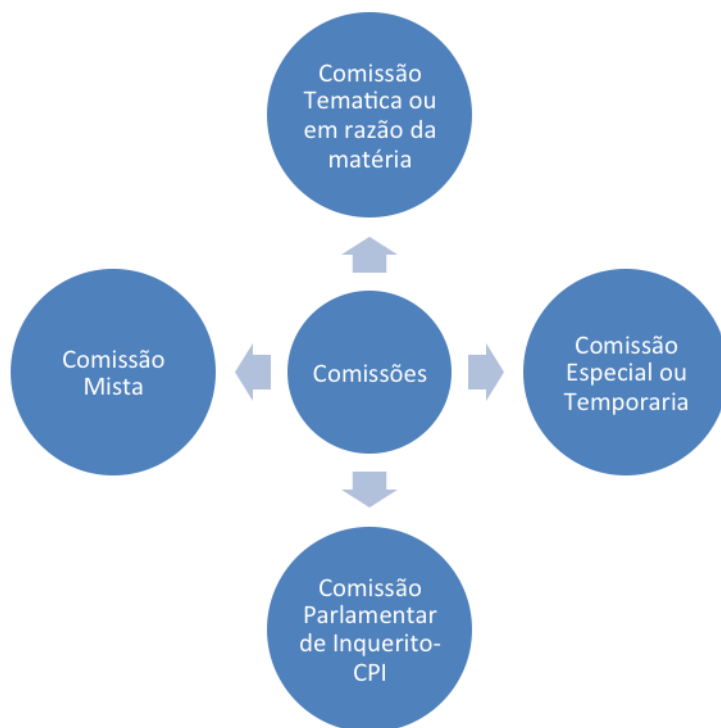 Comissão
Tematica ou
em razão da
matéria
Comissão
Mista
Comissões
Comissão
Especial ou
Temporaria
Comissão
Parlamentar
de Inquerito-
CPI